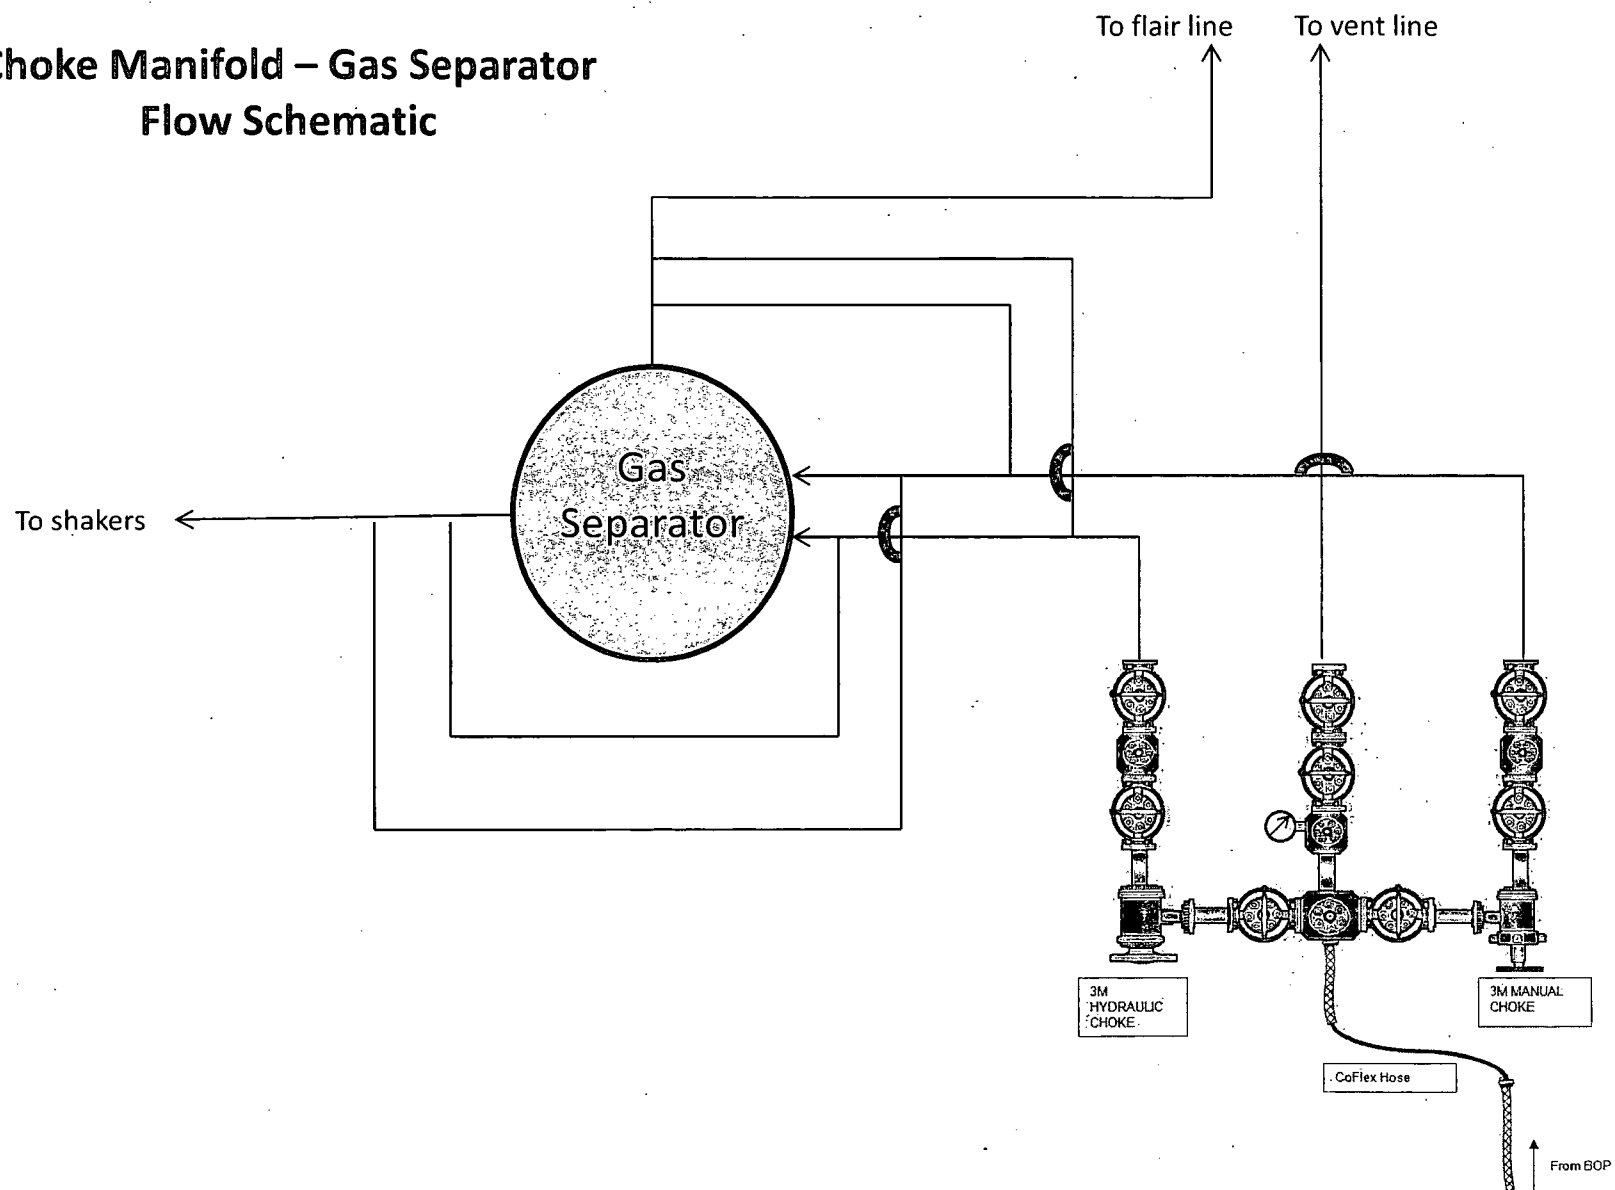 To flair line
To vent line
Choke Manifold – Gas Separator
Flow Schematic
Gas
Separator
To shakers
3M
HYDRAULIC
CHOKE
3M MANUAL
CHOKE
CoFlex Hose
From BOP